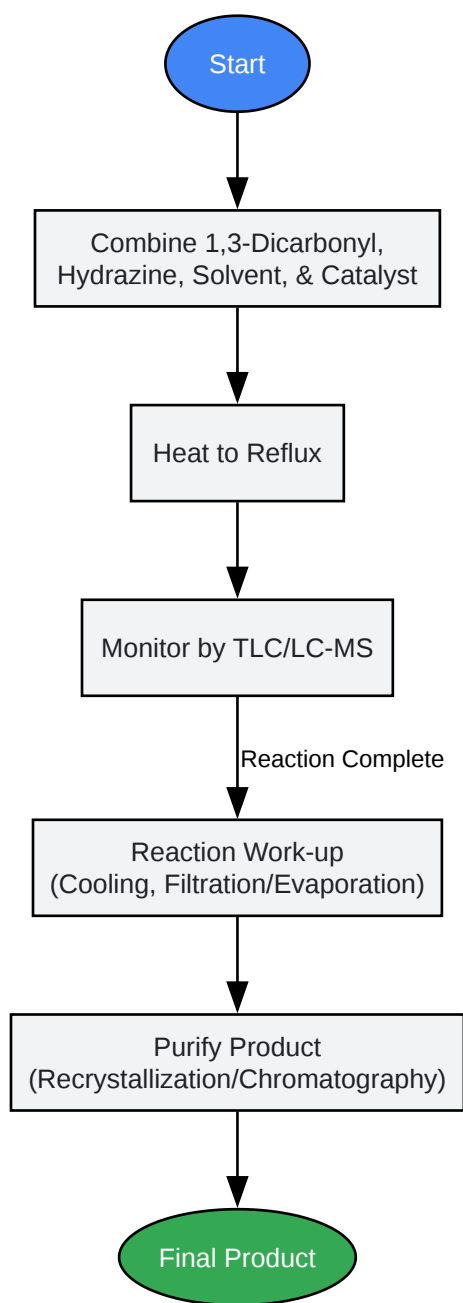 Start
Combine 1,3-Dicarbonyl,
Hydrazine, Solvent, & Catalyst
Heat to Reflux
Monitor by TLC/LC-MS
Reaction Complete
Reaction Work-up
(Cooling, Filtration/Evaporation)
Purify Product
(Recrystallization/Chromatography)
Final Product